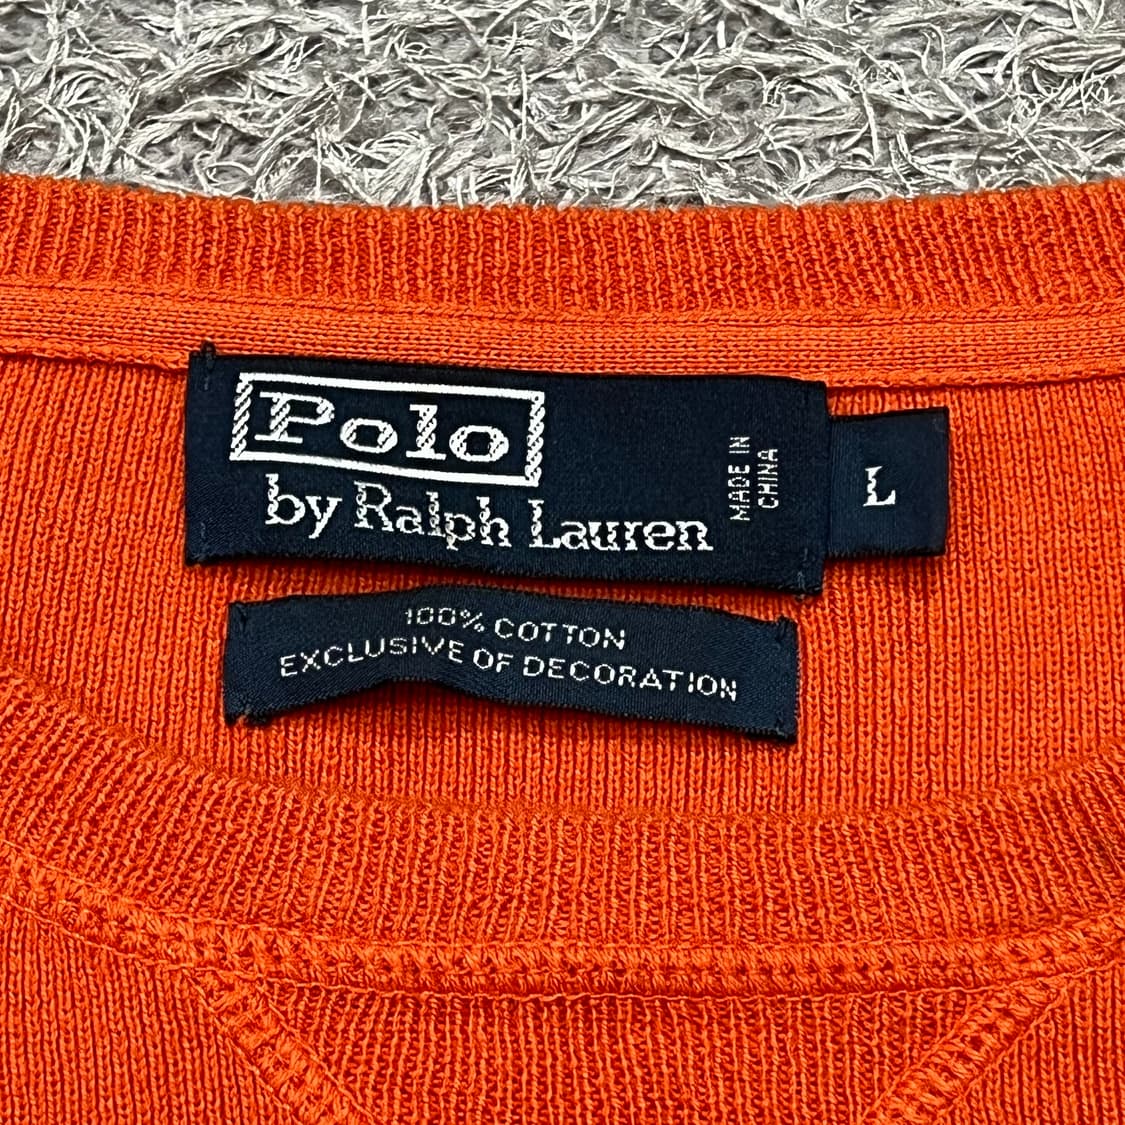 Polo
by Ralph Lauren
MADE IN
CHINA
L
100% COTTON
EXCLUSIVE OF DECORATION